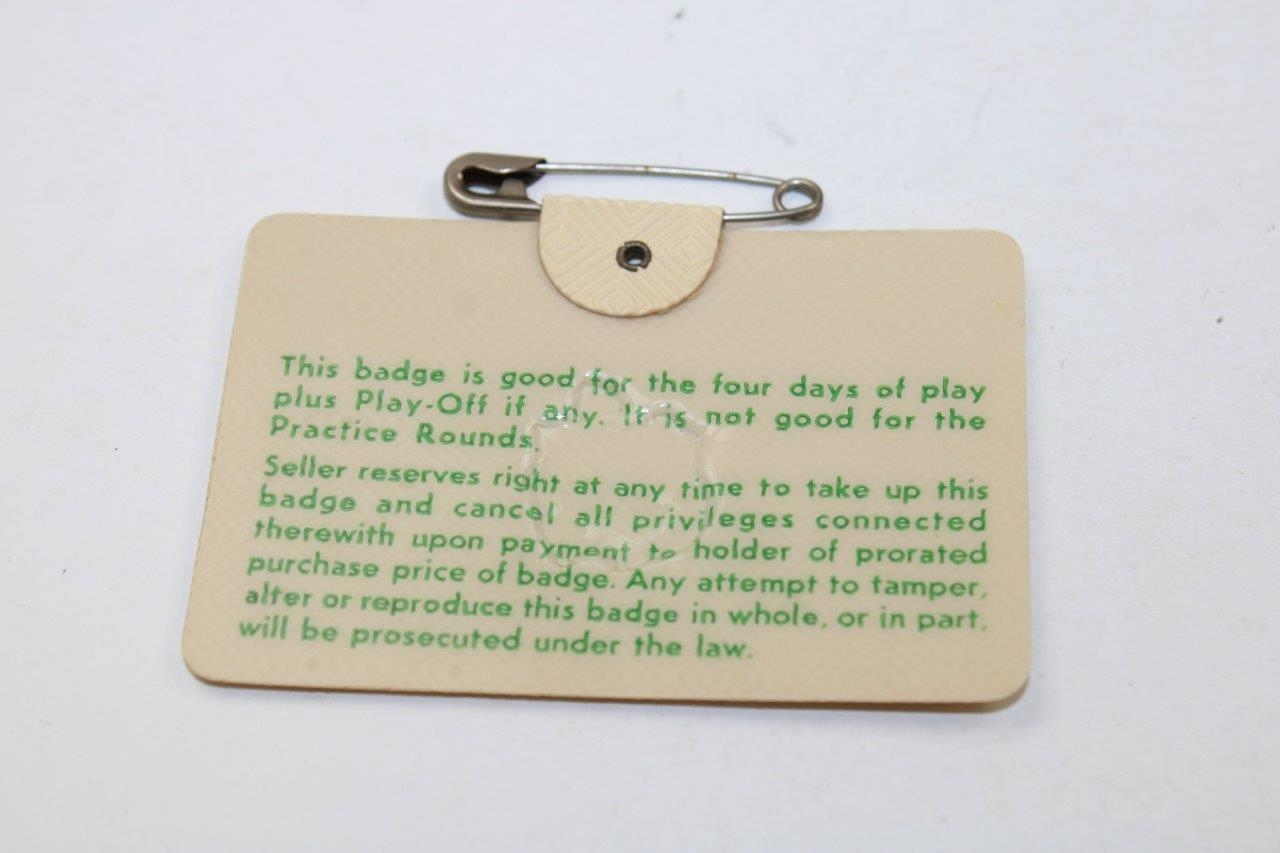 This badge is good for the four days of play
plus Play-Off if any. It is not good for the
Practice Rounds.
Seller reserves right at any time to take up this
badge and cancel all privileges connected
therewith upon payment to holder of prorated
purchase price of badge. Any attempt to tamper,
alter or reproduce this badge in whole, or in part,
will be prosecuted under the law.